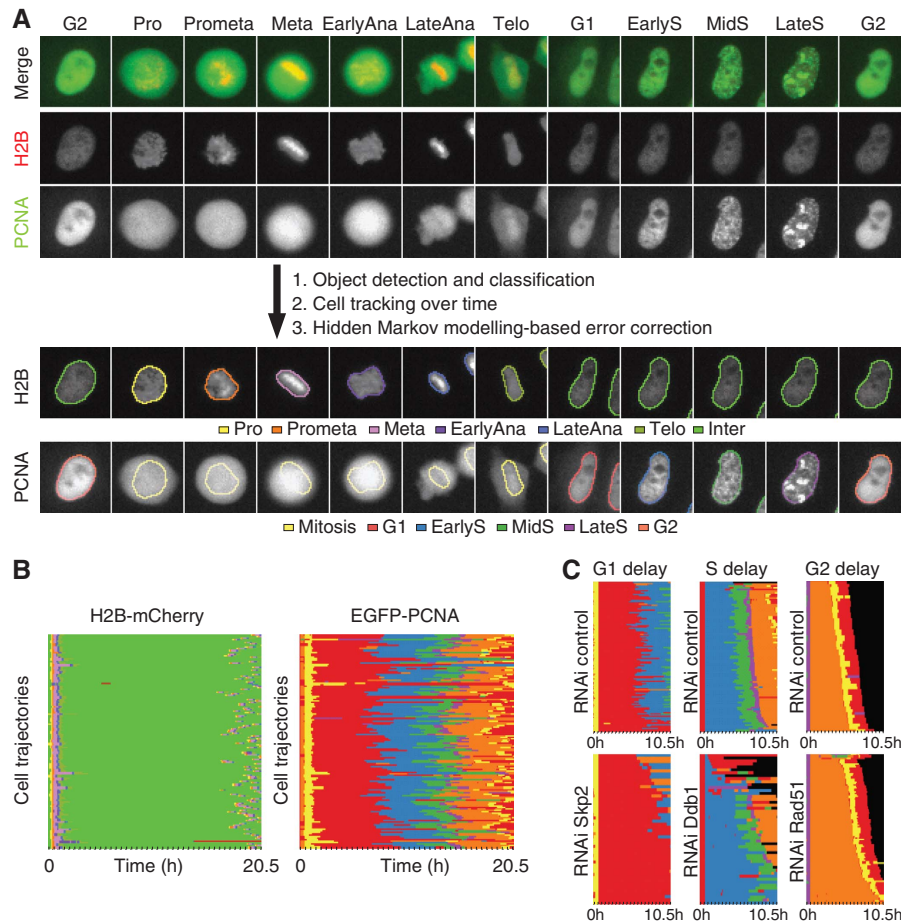 A
G2 Pro Prometa Meta EarlyAna LateAna Telo G1 EarlyS MidS LateS G2
Merge
H2B
PCNA
1. Object detection and classification
2. Cell tracking over time
3. Hidden Markov modelling-based error correction
H2B
Pro Prometa Meta EarlyAna LateAna Telo Inter
PCNA
Mitosis G1 EarlyS MidS LateS G2
B
H2B-mCherry
Cell trajectories
0 Time (h) 20.5
EGFP-PCNA
Cell trajectories
0 Time (h) 20.5
C
G1 delay S delay G2 delay
RNAi control
0h 10.5h
RNAi control
0h 10.5h
RNAi control
0h 10.5h
RNAi Skp2
0h 10.5h
RNAi Ddb1
0h 10.5h
RNAi Rad51
0h 10.5h